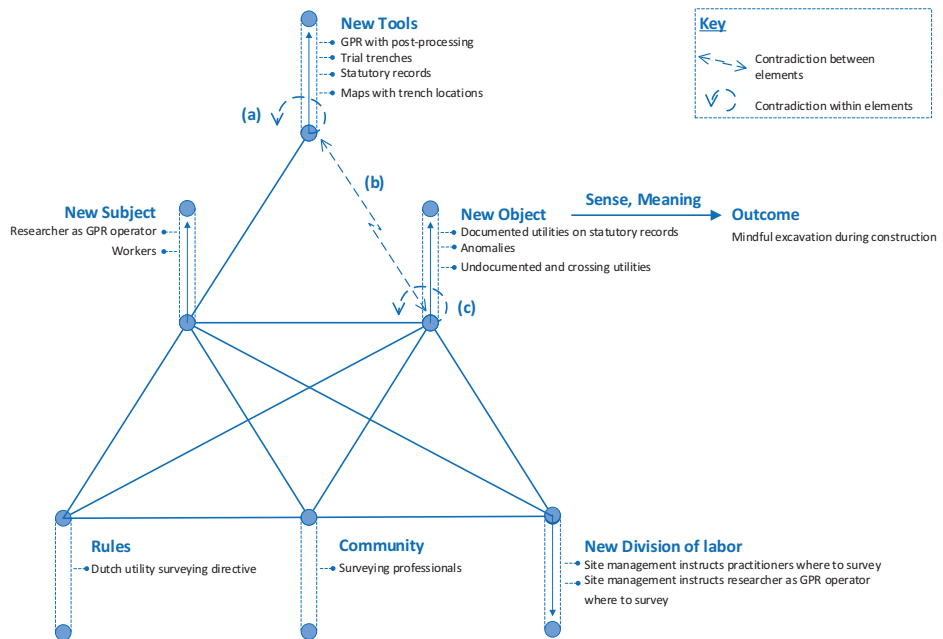 New Tools
GPR with post-processing
Trial trenches
Statutory records
Maps with trench locations
Key
Contradiction between
elements
Contradiction within elements
(a)
(b)
New Subject
Researcher as GPR operator
Workers
New Object
Documented utilities on statutory records
Anomalies
Undocumented and crossing utilities
(c)
Sense, Meaning
Outcome
Mindful excavation during construction
Rules
Dutch utility surveying directive
Community
Surveying professionals
New Division of labor
Site management instructs practitioners where to survey
Site management instructs researcher as GPR operator
where to survey